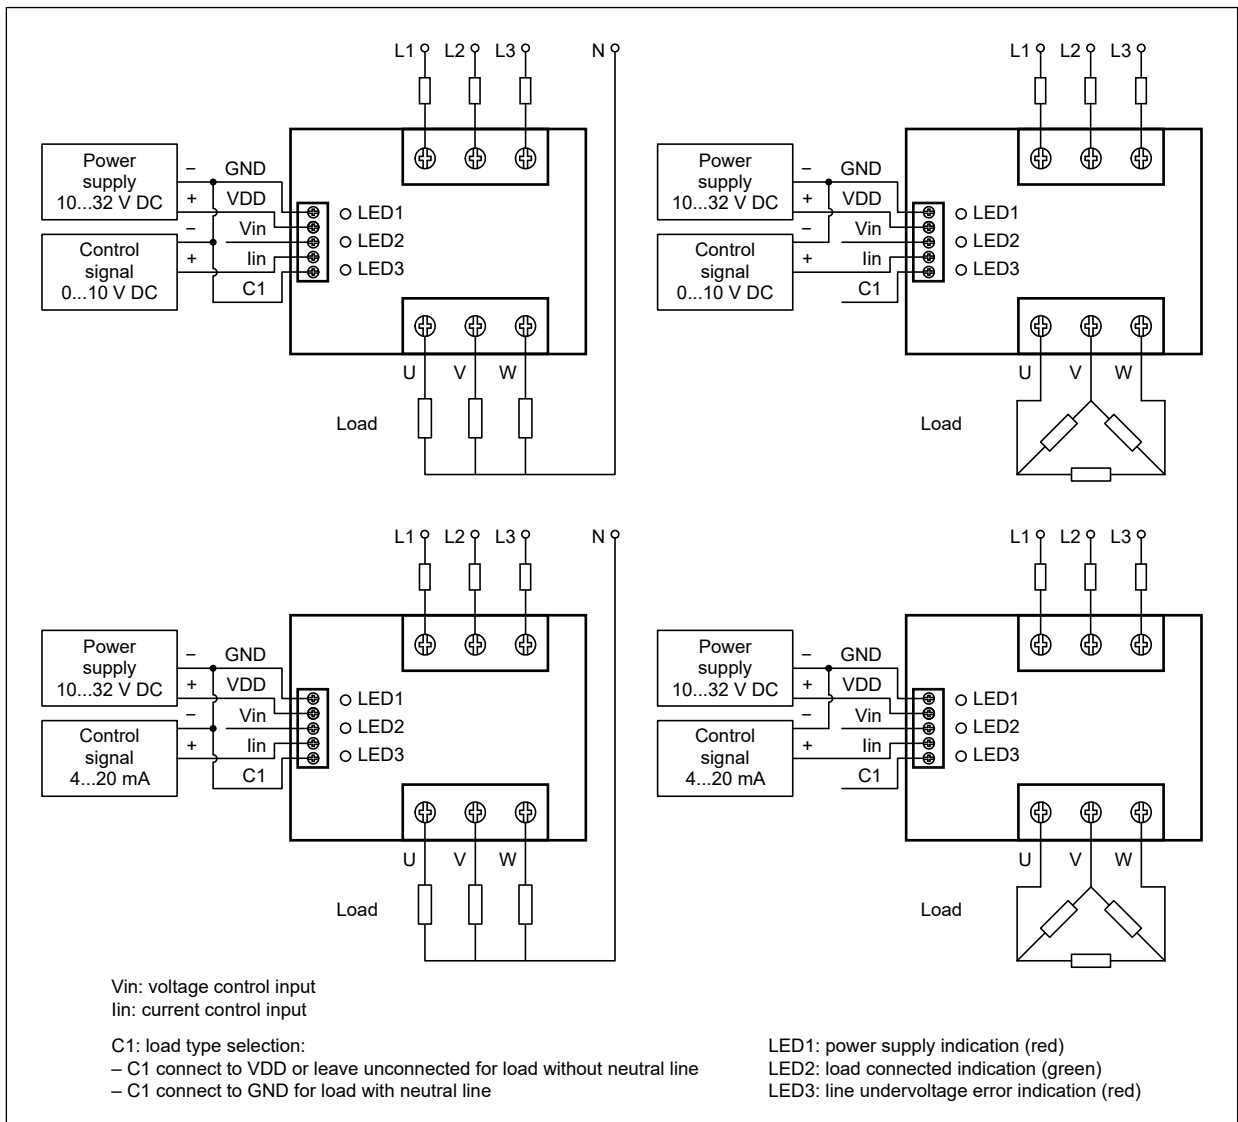 L1 L2 L3 N
Power
supply
10...32 V DC
– GND
+ VDD
– Vin
+ Iin
C1
Control
signal
0...10 V DC
LED1
LED2
LED3
U V W
Load
L1 L2 L3
Power
supply
10...32 V DC
– GND
+ VDD
– Vin
+ Iin
C1
Control
signal
0...10 V DC
LED1
LED2
LED3
U V W
Load
L1 L2 L3 N
Power
supply
10...32 V DC
– GND
+ VDD
– Vin
+ Iin
C1
Control
signal
4...20 mA
LED1
LED2
LED3
U V W
Load
L1 L2 L3
Power
supply
10...32 V DC
– GND
+ VDD
– Vin
+ Iin
C1
Control
signal
4...20 mA
LED1
LED2
LED3
U V W
Load
Vin: voltage control input
Iin: current control input
C1: load type selection:
– C1 connect to VDD or leave unconnected for load without neutral line
– C1 connect to GND for load with neutral line
LED1: power supply indication (red)
LED2: load connected indication (green)
LED3: line undervoltage error indication (red)